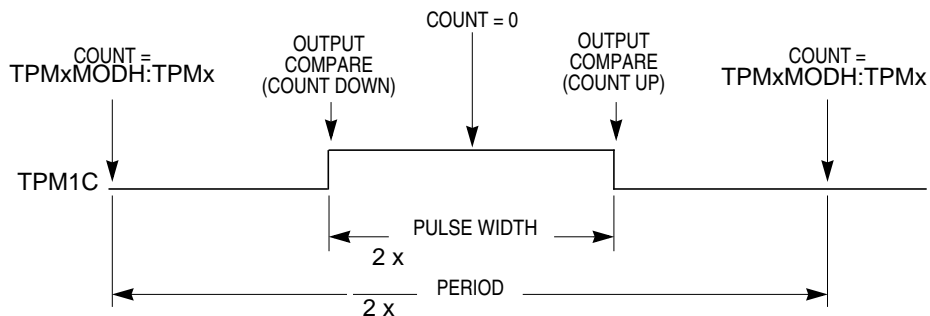 COUNT = 0
COUNT =
TPMxMODH:TPMx
OUTPUT
COMPARE
(COUNT DOWN)
OUTPUT
COMPARE
(COUNT UP)
COUNT =
TPMxMODH:TPMx
TPM1C
PULSE WIDTH
2 x
PERIOD
2 x